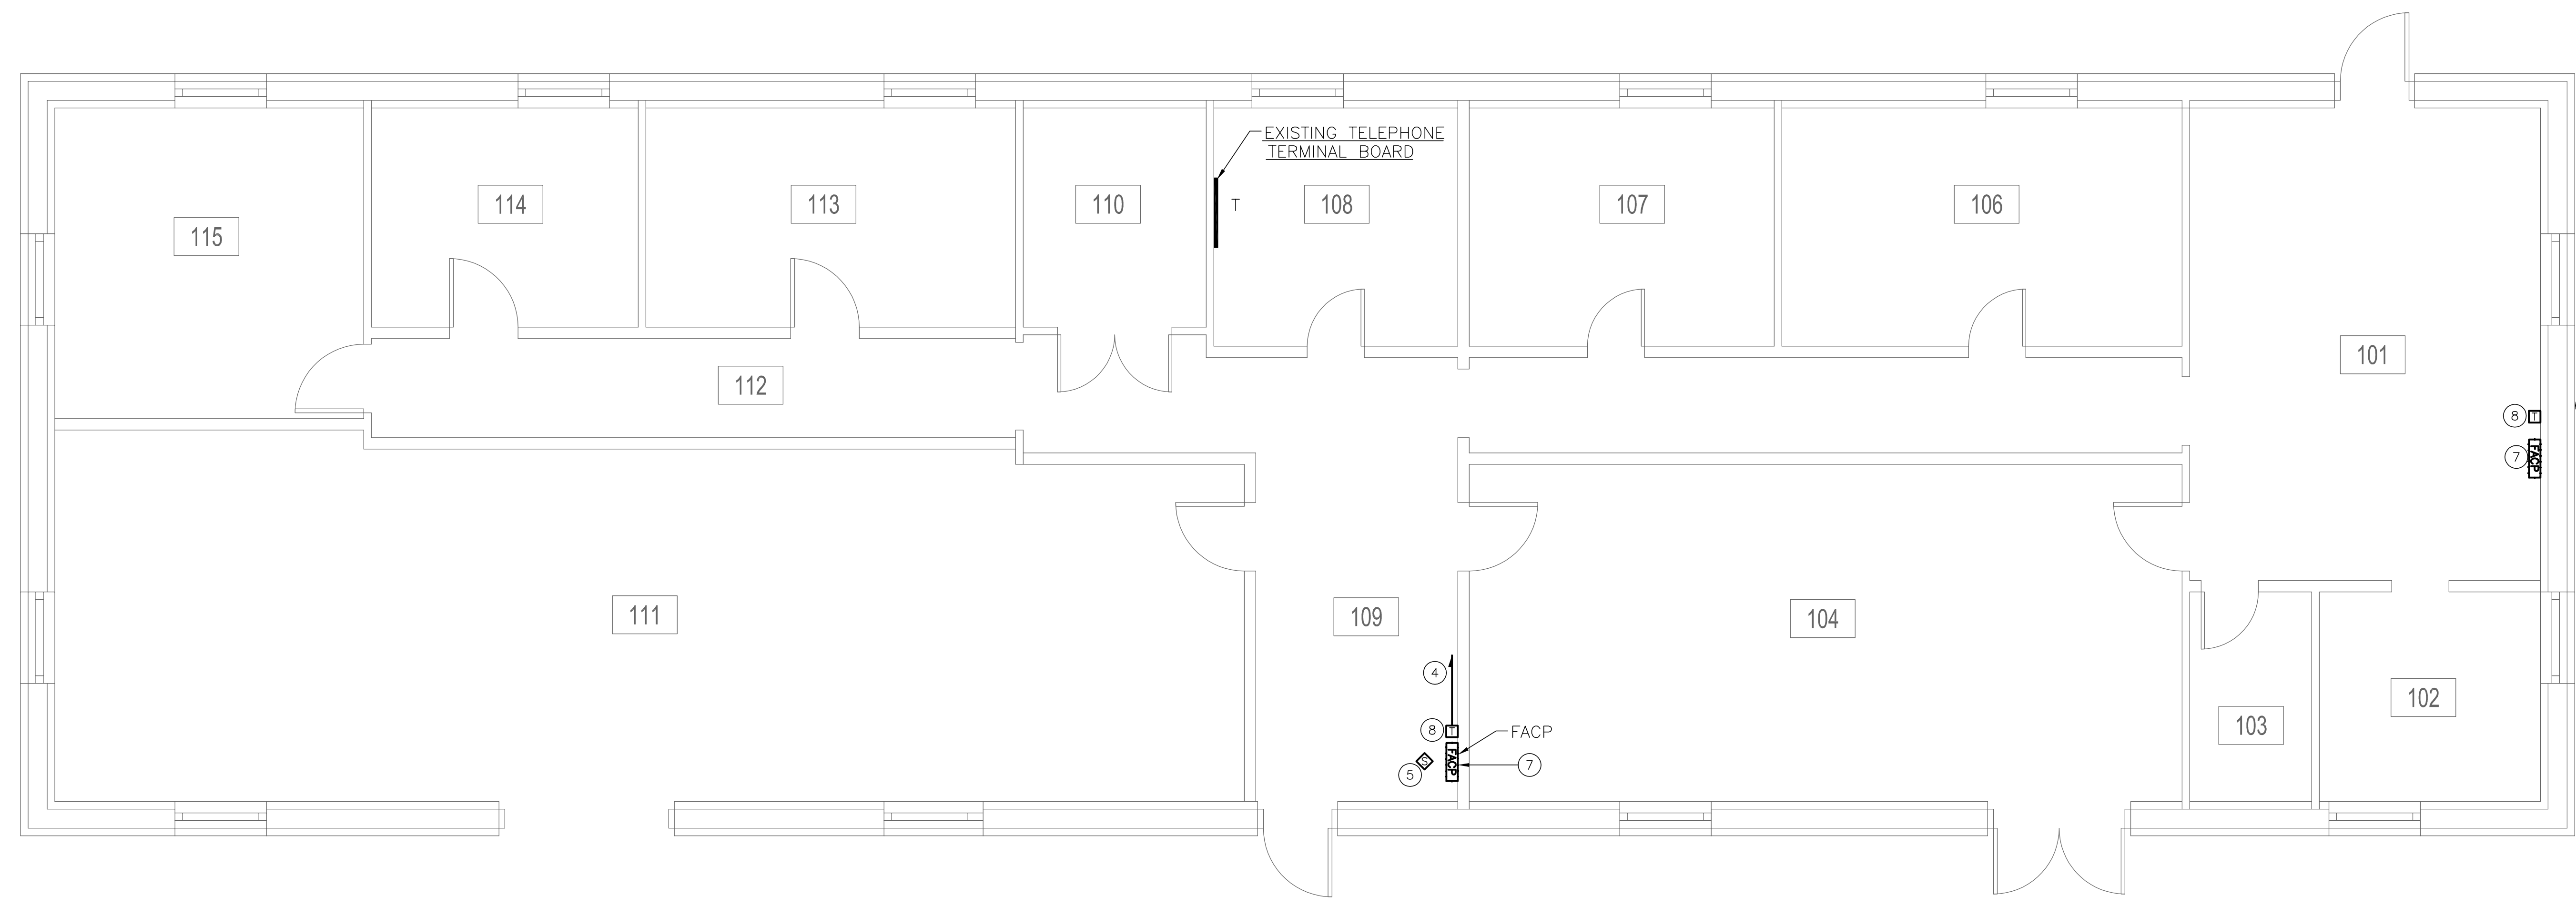 EXISTING TELEPHONE
TERMINAL BOARD
T
114
113
110
108
107
106
115
101
112
8 T
7 FACP
111
109
104
4
102
103
8 T
FACP
S
FACP
7
5